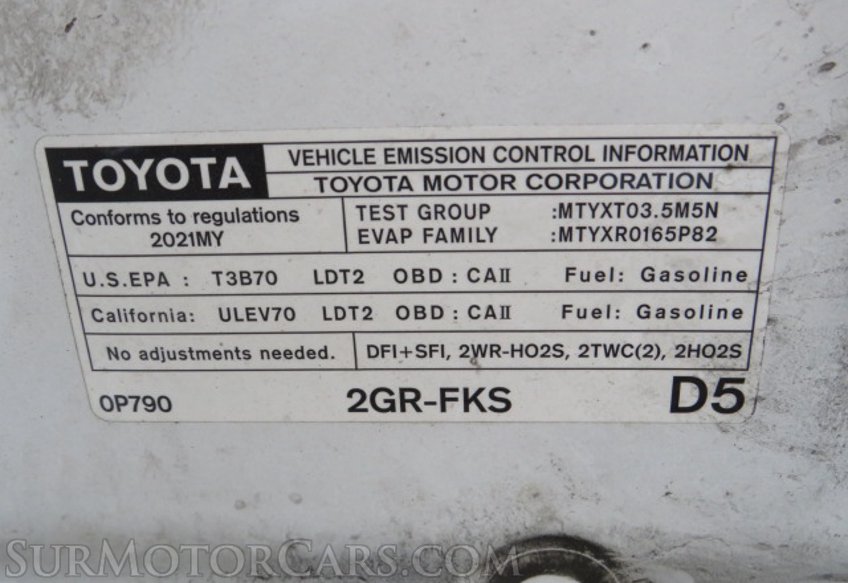 TOYOTA
VEHICLE EMISSION CONTROL INFORMATION
TOYOTA MOTOR CORPORATION
Conforms to regulations
2021MY
TEST GROUP :MTYXT03.5M5N
EVAP FAMILY :MTYXR0165P82
U.S.EPA : T3B70 LDT2 OBD : CAII Fuel: Gasoline
California: ULEV70 LDT2 OBD : CAII Fuel: Gasoline
No adjustments needed. DFI+SFI, 2WR-HO2S, 2TWC(2), 2HO2S
0P790 2GR-FKS D5
SurMotorCars.com